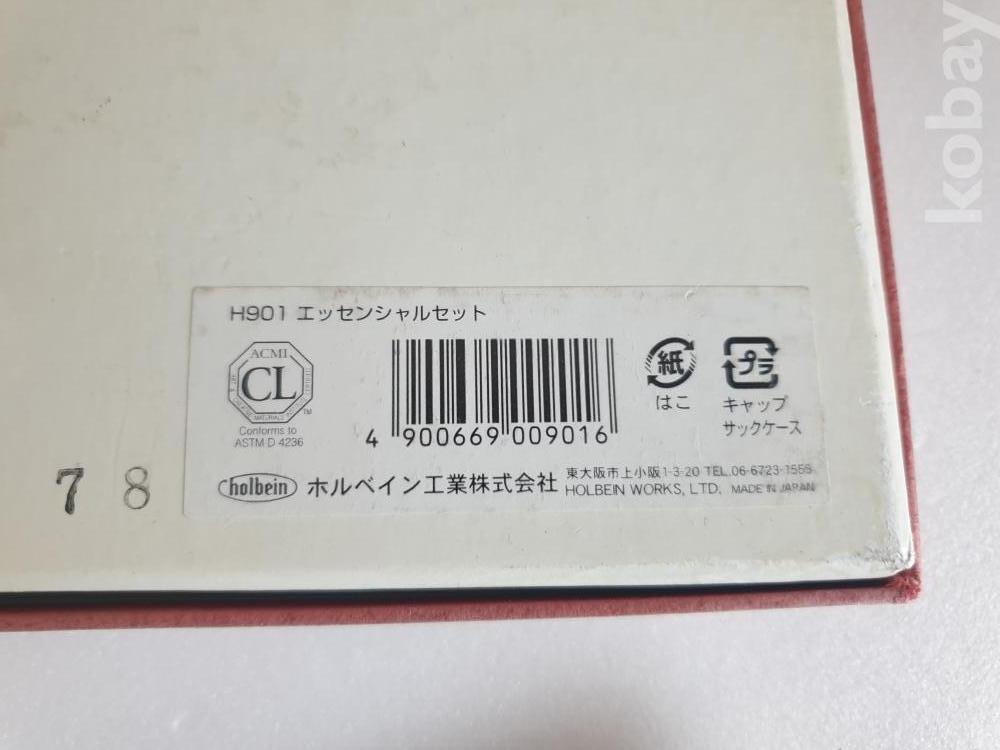 kobay
H901 エッセンシャルセット
ACMI
CL
TM
Conforms to
ASTM D 4236
4 900669 009016
紙
はこ
プラ
キャップ
サックケース
holbein
ホルベイン工業株式会社
東大阪市上小阪1-3-20 TEL.06-6723-1555
HOLBEIN WORKS, LTD. MADE IN JAPAN
7 8